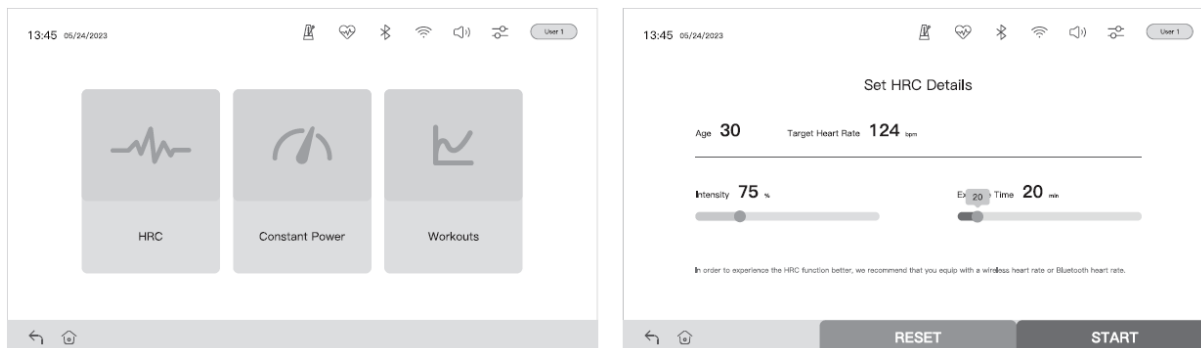 13:45 05/24/2023
User 1
HRC
Constant Power
Workouts
13:45 05/24/2023
User 1
Set HRC Details
Age 30 Target Heart Rate 124 bpm
Intensity 75 %
Time 20 min
20
In order to experience the HRC function better, we recommend that you equip with a wireless heart rate or Bluetooth heart rate.
RESET
START